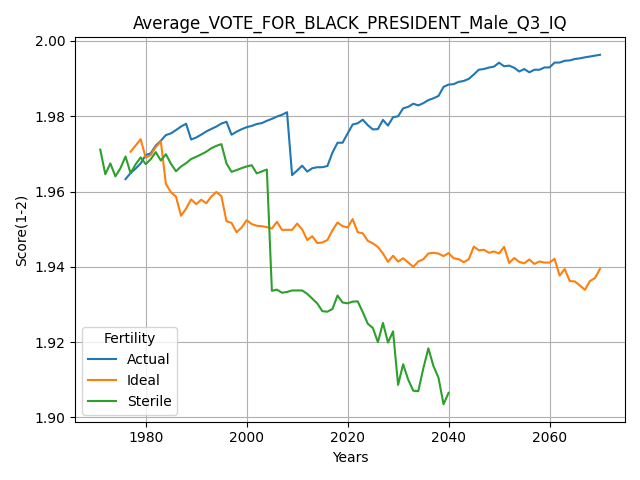 Average_VOTE_FOR_BLACK_PRESIDENT_Male_Q3_IQ
2.00
1.98
1.96
1.94
1.92
1.90
Score(1-2)
Fertility
Actual
Ideal
Sterile
1980 2000 2020 2040 2060
Years